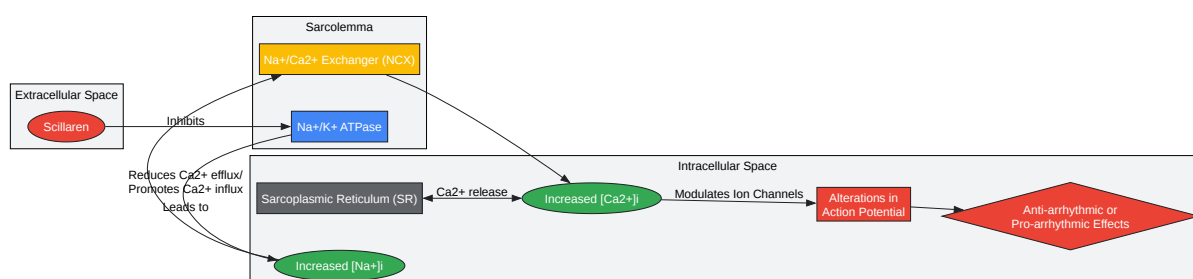 Sarcolemma
Na+/Ca2+ Exchanger (NCX)
Extracellular Space
Scillaren
Inhibits
Na+/K+ ATPase
Reduces Ca2+ efflux/
Promotes Ca2+ influx
Leads to
Intracellular Space
Sarcoplasmic Reticulum (SR)
Ca2+ release
Increased [Ca2+]i
Modulates Ion Channels
Alterations in
Action Potential
Anti-arrhythmic or
Pro-arrhythmic Effects
Increased [Na+]i